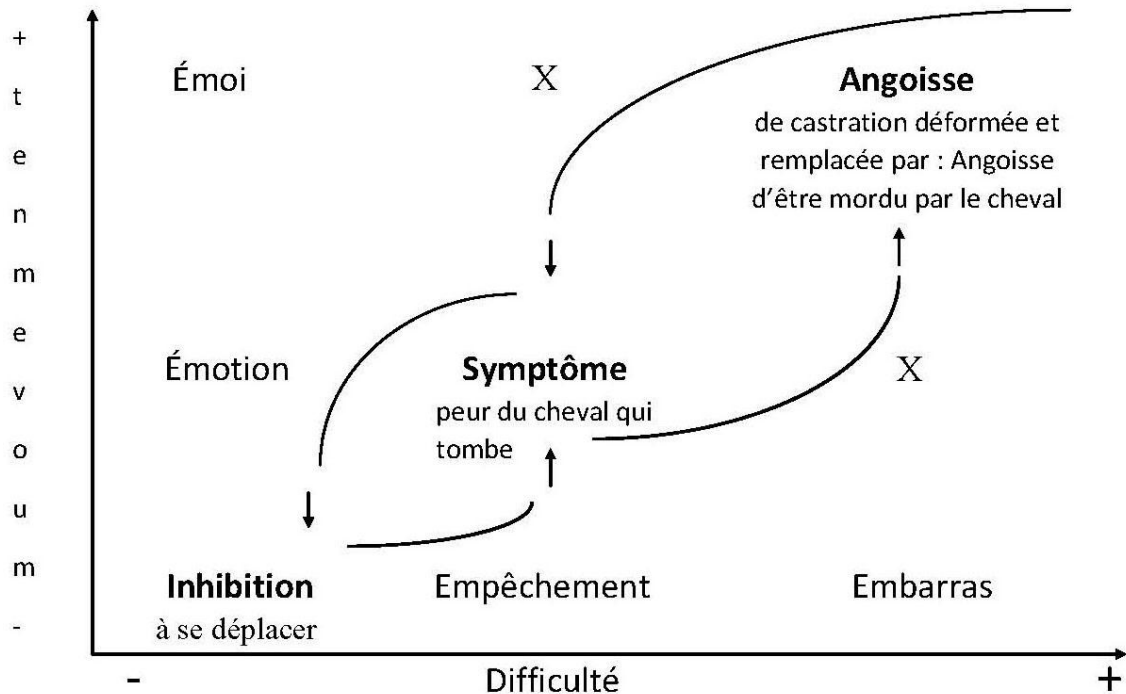 +
t
e
n
m
e
v
o
u
m
-
Émoi
X
Angoisse
de castration déformée et
remplacée par : Angoisse
d'être mordu par le cheval
Émotion
Symptôme
X
peur du cheval qui
tombe
Inhibition
Empêchement
Embarras
à se déplacer
-
Difficulté
+